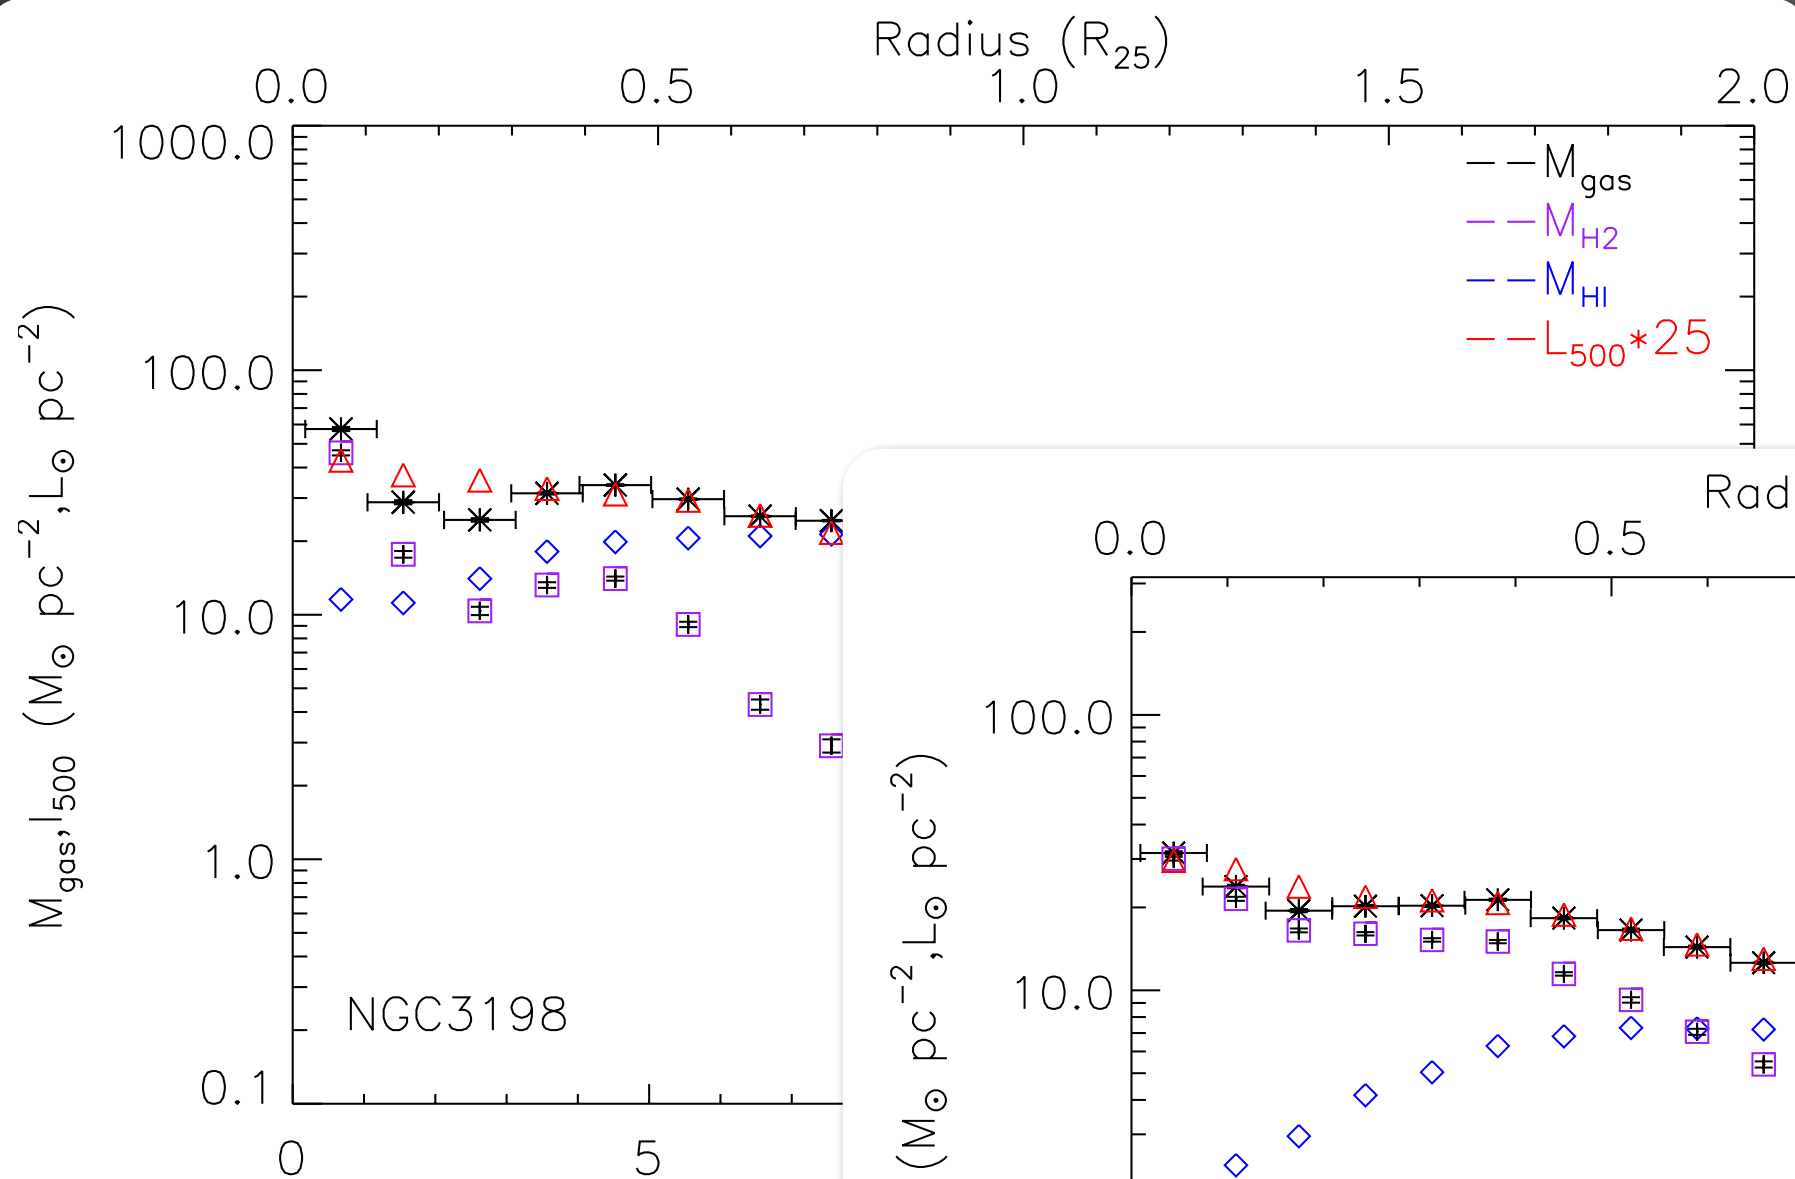 Radius (R25)
0.0 0.5 1.0 1.5 2.0
1000.0
100.0
10.0
1.0
0.1
Mgas,I500 (M⊙ pc−2,L⊙ pc−2)
Mgas
MH2
MHI
L500*25
NGC3198
0 5
Rad
0.0 0.5
100.0
10.0
(M⊙ pc−2,L⊙ pc−2)